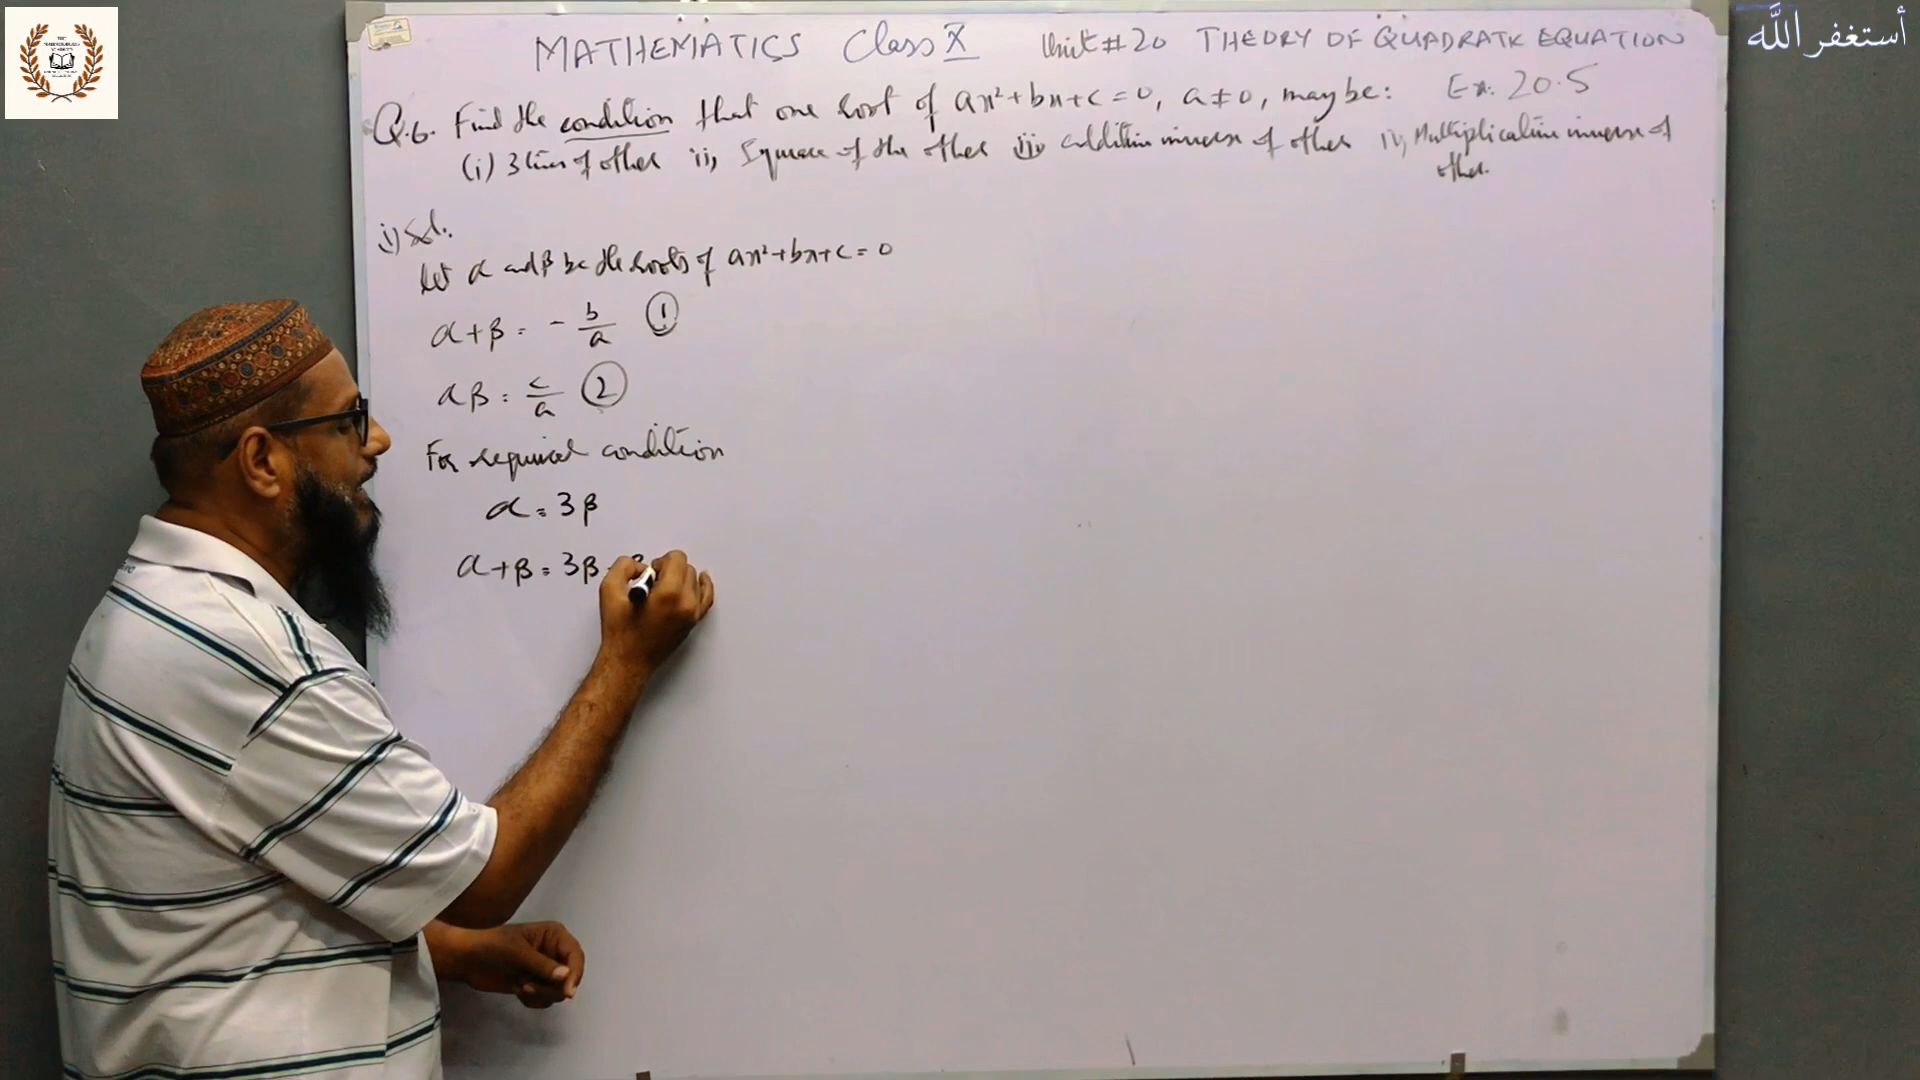 أستغفر الله
MATHEMATICS Class X Unit # 20 THEORY OF QUADRATIC EQUATION
Q.6. Find the condition that one root of ax²+bx+c=0, a≠0, may be: Ex: 20.5
(i) 3 times of other ii, Square of the other iii, additive inverse of other iv, Multiplicative inverse of
other.
i) Sol:
let α and β be the roots of ax²+bx+c=0
α+β = - b/a ①
αβ = c/a ②
For required condition
α = 3β
α+β = 3β